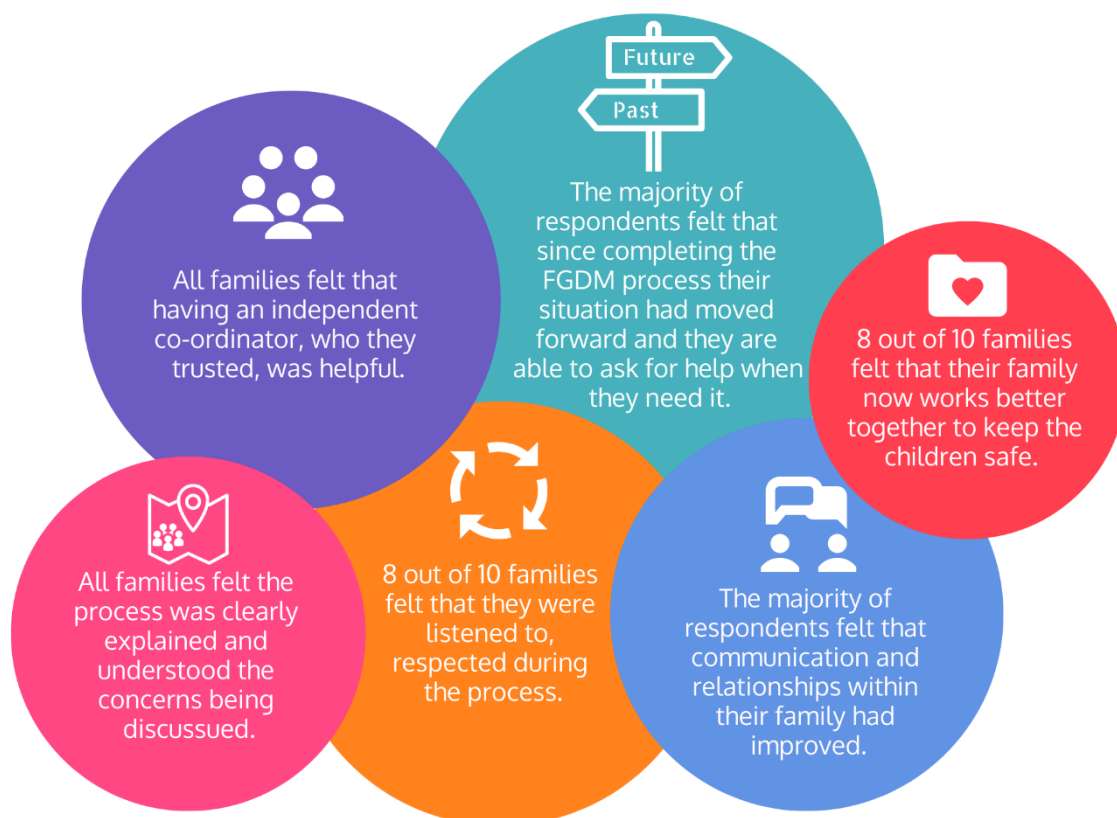 Future
Past
The majority of
respondents felt that
since completing the
FGDM process their
situation had moved
forward and they are
able to ask for help when
they need it.
All families felt that
having an independent
co-ordinator, who they
trusted, was helpful.
8 out of 10 families
felt that their family
now works better
together to keep the
children safe.
All families felt the
process was clearly
explained and
understood the
concerns being
discussued.
8 out of 10 families
felt that they were
listened to,
respected during
the process.
The majority of
respondents felt that
communication and
relationships within
their family had
improved.